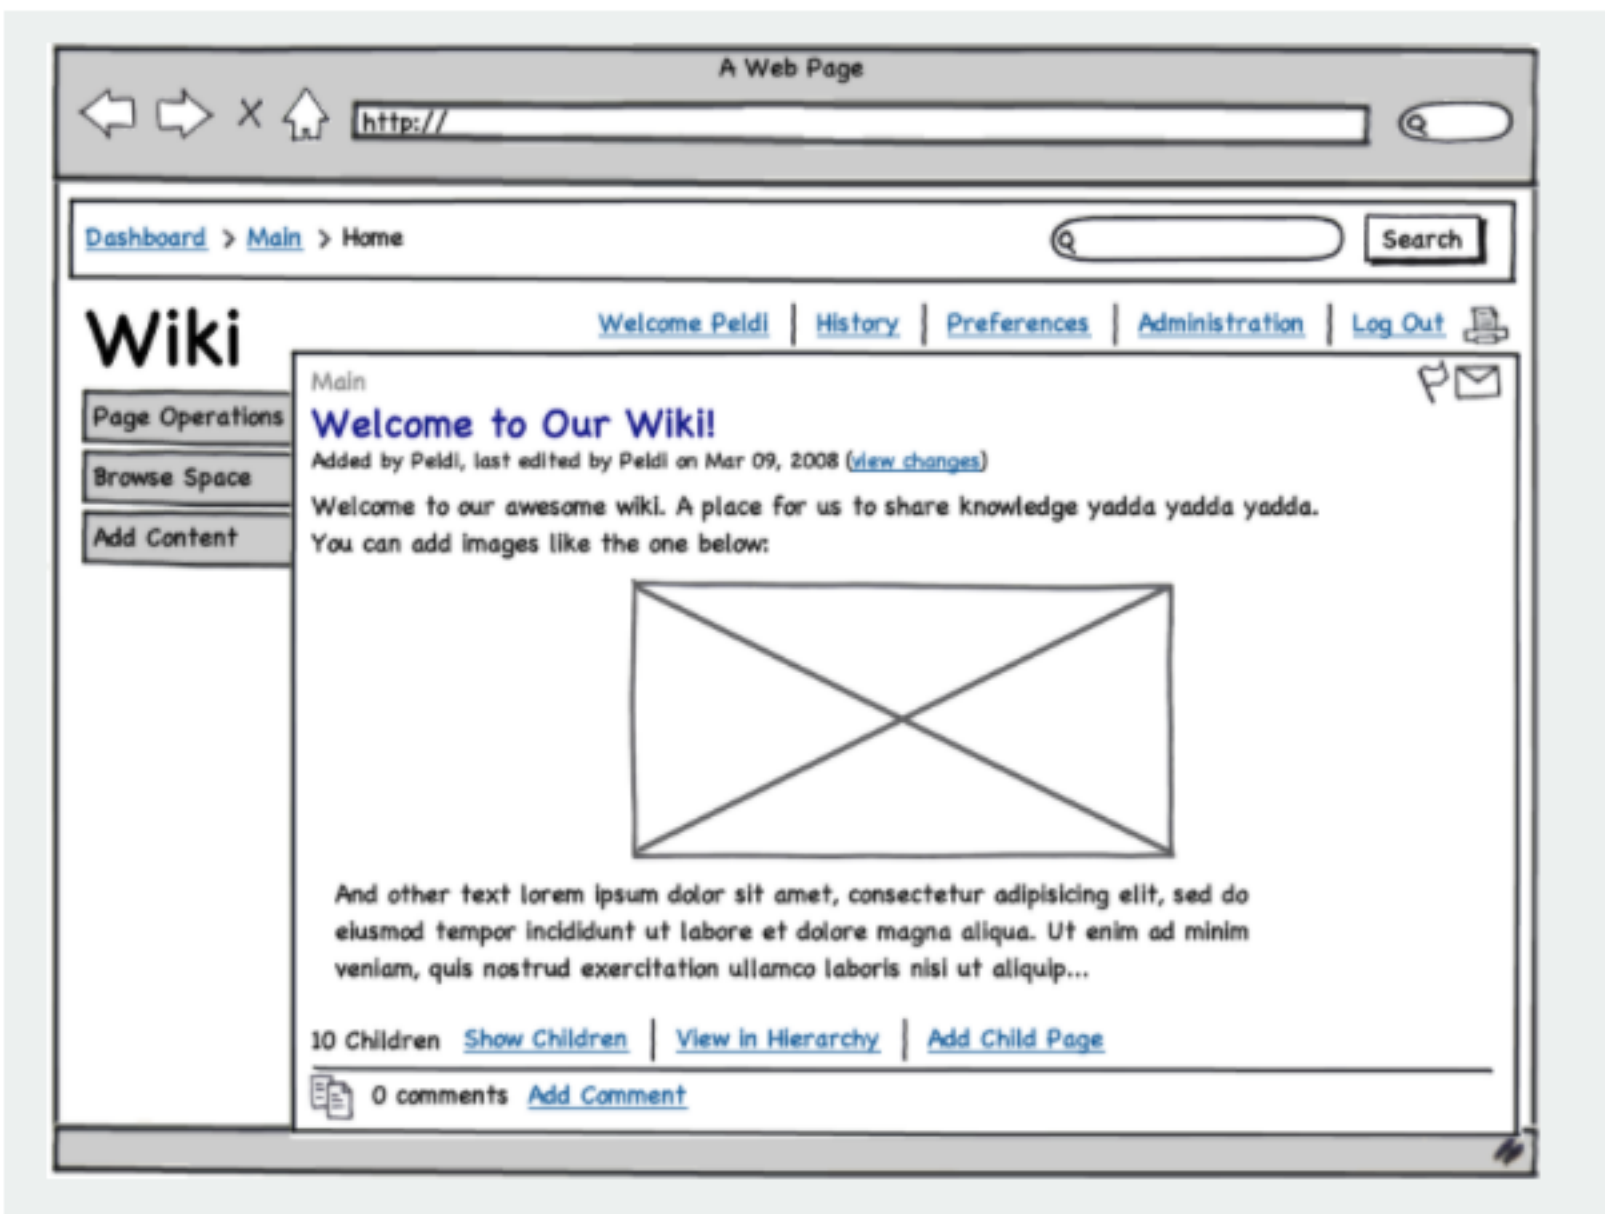 A Web Page
http://
Dashboard > Main > Home
Search
Wiki
Welcome Peldi | History | Preferences | Administration | Log Out
Page Operations
Browse Space
Add Content
Main
Welcome to Our Wiki!
Added by Peldi, last edited by Peldi on Mar 09, 2008 (view changes)
Welcome to our awesome wiki. A place for us to share knowledge yadda yadda yadda.
You can add images like the one below:
And other text lorem ipsum dolor sit amet, consectetur adipisicing elit, sed do
eiusmod tempor incididunt ut labore et dolore magna aliqua. Ut enim ad minim
veniam, quis nostrud exercitation ullamco laboris nisi ut aliquip...
10 Children Show Children | View in Hierarchy | Add Child Page
0 comments Add Comment